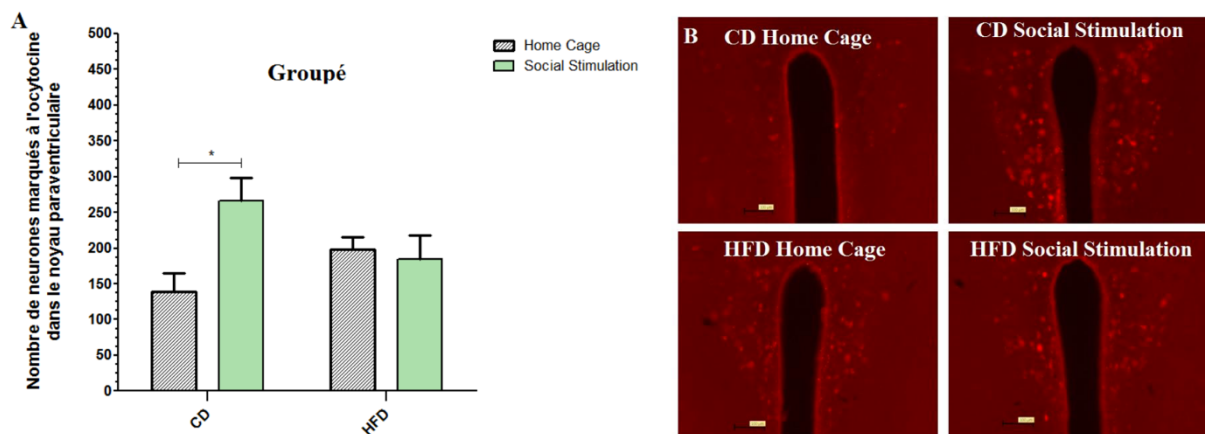 A
Nombre de neurones marqués à l'ocytocine
dans le noyau paraventriculaire
500
450
400
350
300
250
200
150
100
50
0
Groupé
*
Home Cage
Social Stimulation
CD
HFD
B
CD Home Cage
CD Social Stimulation
HFD Home Cage
HFD Social Stimulation